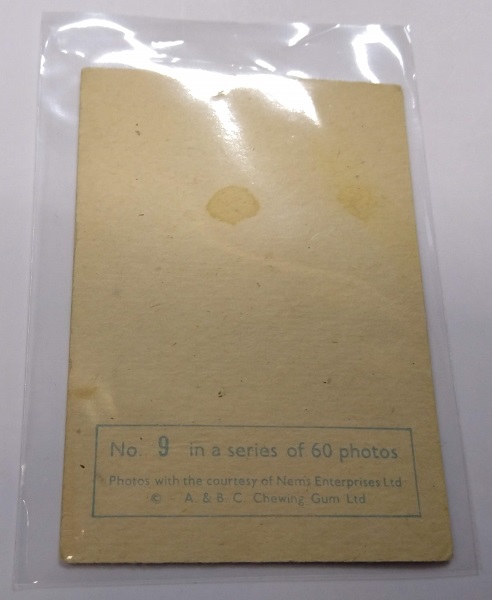 No. 9 in a series of 60 photos
Photos with the courtesy of Nems Enterprises Ltd
© A. & B C Chewing Gum Ltd